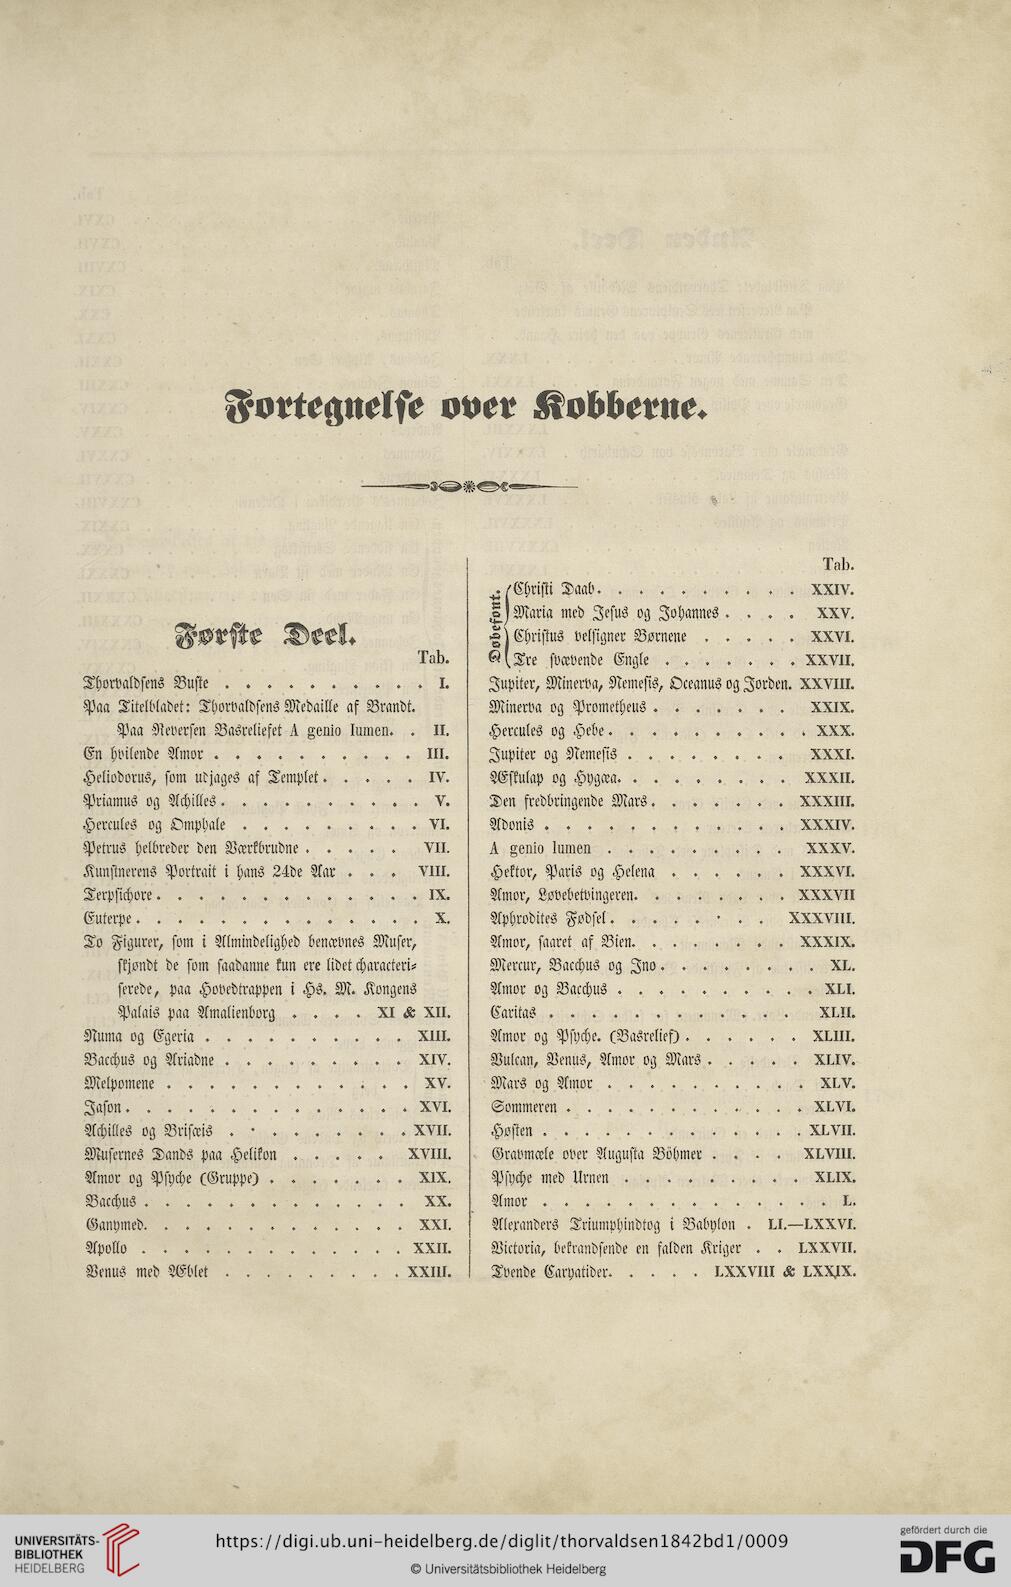 Fortegnelse over Kobberne.
Første Deel.
Tab.
Thorvaldsens Buste . . . . . . . . . . I.
Paa Titelbladet: Thorvaldsens Medaille af Brandt.
Paa Reversen Basreliefet A genio lumen. . II.
En hvilende Amor . . . . . . . . . . III.
Heliodorus, som udjages af Templet . . . . . IV.
Priamus og Achilles . . . . . . . . . . V.
Hercules og Omphale . . . . . . . . . VI.
Petrus helbreder den Værkbrudne . . . . . VII.
Kunstnerens Portrait i hans 24de Aar . . . VIII.
Terpsichore . . . . . . . . . . . . . IX.
Euterpe . . . . . . . . . . . . . . X.
To Figurer, som i Almindelighed benævnes Muser,
skjøndt de som saadanne kun ere lidet characteri-
serede, paa Hovedtrappen i Hs. M. Kongens
Palais paa Amalienborg . . . . XI & XII.
Numa og Egeria . . . . . . . . . . XIII.
Bacchus og Ariadne . . . . . . . . . XIV.
Melpomene . . . . . . . . . . . . XV.
Jason . . . . . . . . . . . . . . XVI.
Achilles og Brisæis . . . . . . . . . XVII.
Musernes Dands paa Helikon . . . . . XVIII.
Amor og Psyche (Gruppe) . . . . . . . XIX.
Bacchus . . . . . . . . . . . . . XX.
Ganymed. . . . . . . . . . . . . XXI.
Apollo . . . . . . . . . . . . . XXII.
Venus med Æblet . . . . . . . . . XXIII.
Tab.
Døbefont.
Christi Daab . . . . . . . . . . XXIV.
Maria med Jesus og Johannes . . . . XXV.
Christus velsigner Børnene . . . . . XXVI.
Tre svævende Engle . . . . . . . XXVII.
Jupiter, Minerva, Nemesis, Oceanus og Jorden. XXVIII.
Minerva og Prometheus . . . . . . . XXIX.
Hercules og Hebe . . . . . . . . . . XXX.
Jupiter og Nemesis . . . . . . . . XXXI.
Æskulap og Hygæa. . . . . . . . . XXXII.
Den fredbringende Mars . . . . . . . XXXIII.
Adonis . . . . . . . . . . . . XXXIV.
A genio lumen . . . . . . . . . XXXV.
Hektor, Paris og Helena . . . . . . XXXVI.
Amor, Løvebetvingeren. . . . . . . . XXXVII
Aphrodites Fødsel . . . . . . . . XXXVIII.
Amor, saaret af Bien. . . . . . . . XXXIX.
Mercur, Bacchus og Ino . . . . . . . . XL.
Amor og Bacchus . . . . . . . . . . XLI.
Caritas . . . . . . . . . . . . XLII.
Amor og Psyche. (Basrelief) . . . . . . XLIII.
Vulcan, Venus, Amor og Mars . . . . . XLIV.
Mars og Amor . . . . . . . . . . XLV.
Sommeren . . . . . . . . . . . . XLVI.
Høsten . . . . . . . . . . . . . XLVII.
Gravmæle over Augusta Böhmer . . . . XLVIII.
Psyche med Urnen . . . . . . . . . XLIX.
Amor . . . . . . . . . . . . . . L.
Alexanders Triumphindtog i Babylon . LI.—LXXVI.
Victoria, bekrandsende en falden Kriger . . LXXVII.
Tvende Caryatider. . . . . LXXVIII & LXXIX.
UNIVERSITÄTS-
BIBLIOTHEK
HEIDELBERG
https://digi.ub.uni-heidelberg.de/diglit/thorvaldsen1842bd1/0009
© Universitätsbibliothek Heidelberg
gefördert durch die
DFG